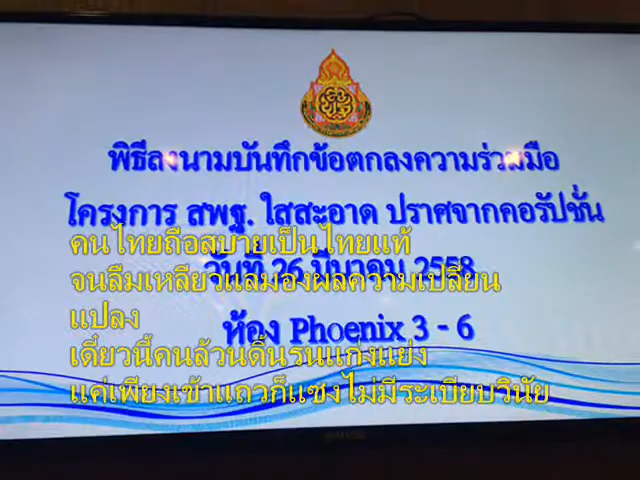 พิธีลงนามบันทึกข้อตกลงความร่วมมือ
โครงการ สพฐ. ใสสะอาด ปราศจากคอรัปชั่น
วันที่ 26 มีนาคม 2558
ห้อง Phoenix 3 - 6
คนไทยถือสบายเป็นไทยแท้
จนลืมเหลียวแลมองผลความเปลี่ยน
แปลง
เดี๋ยวนี้คนล้วนดิ้นรนแก่งแย่ง
แค่เพียงเข้าแถวก็แซงไม่มีระเบียบวินัย